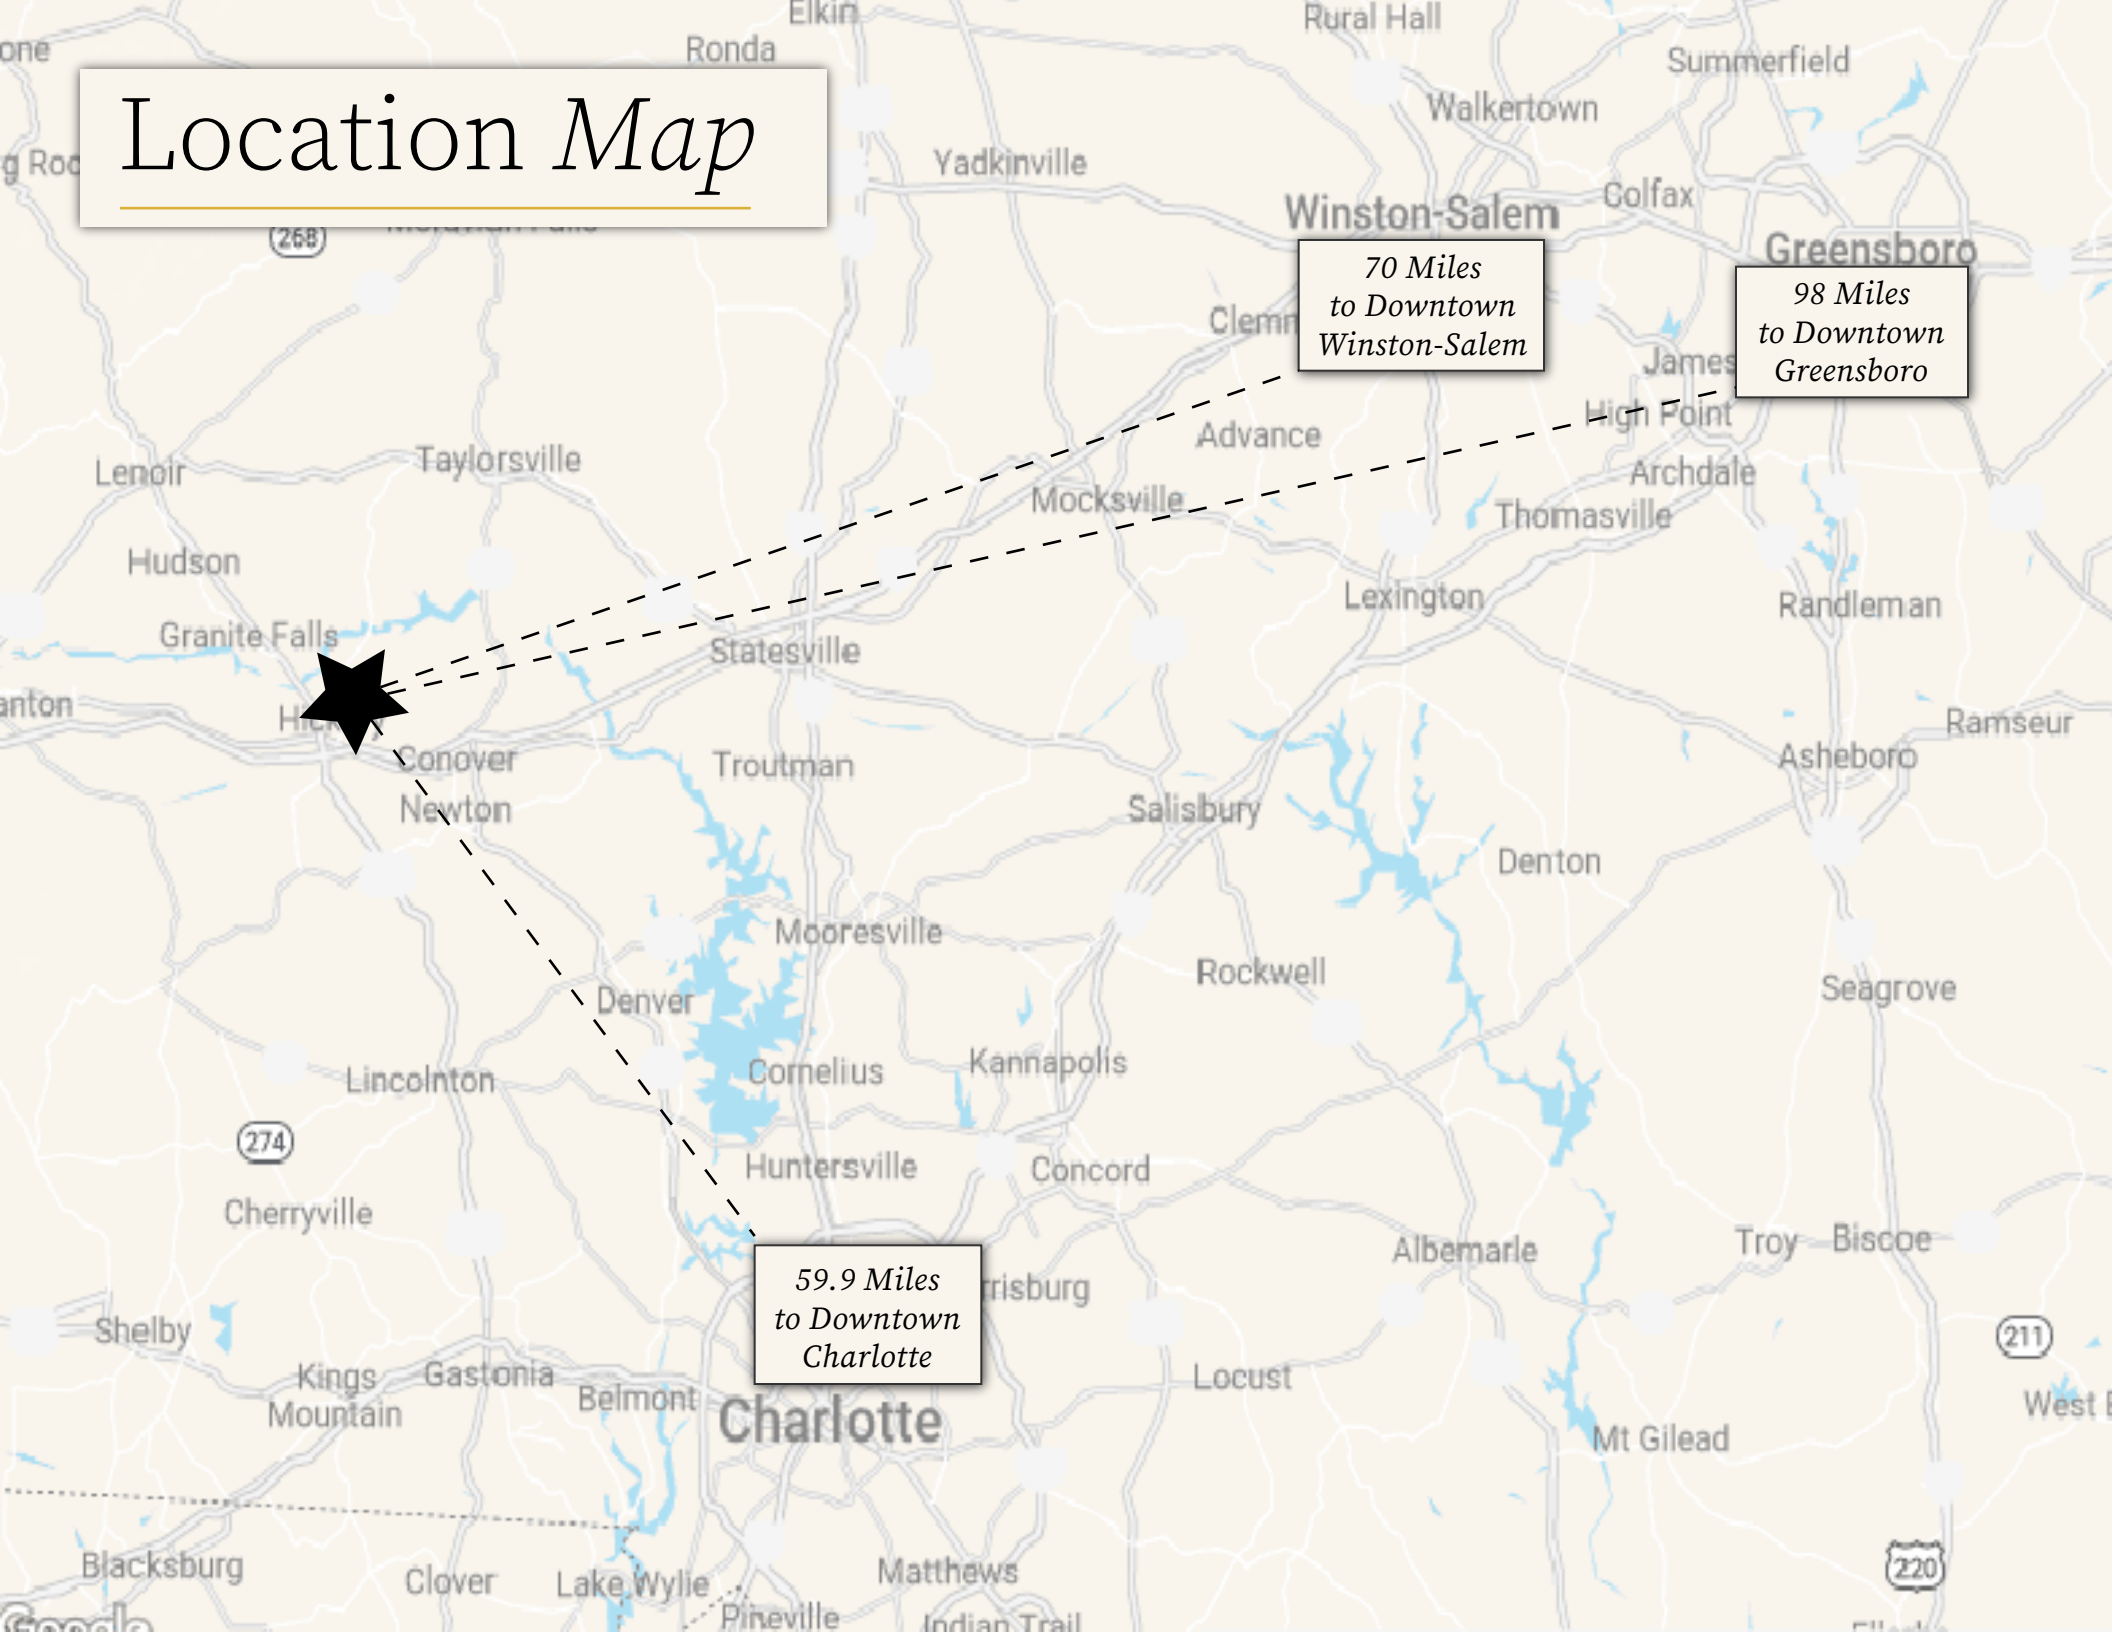 Elkin
Rural Hall
Ronda
Summerfield
Location Map
Walkertown
Yadkinville
Colfax
Winston-Salem
268
Greensboro
70 Miles
to Downtown
Winston-Salem
98 Miles
to Downtown
Greensboro
Advance
High Point
Lenoir
Taylorsville
Archdale
Mocksville
Thomasville
Hudson
Lexington
Randleman
Granite Falls
Statesville
Ramseur
Conover
Troutman
Asheboro
Newton
Salisbury
Denton
Mooresville
Rockwell
Denver
Seagrove
Cornelius
Kannapolis
Lincolnton
274
Huntersville
Concord
Cherryville
Troy
Biscoe
Albemarle
59.9 Miles
to Downtown
Charlotte
Shelby
211
Kings
Mountain
Gastonia
Belmont
Locust
West
Charlotte
Mt Gilead
Blacksburg
Clover
Lake Wylie
Matthews
220
Pineville
Indian Trail
Google